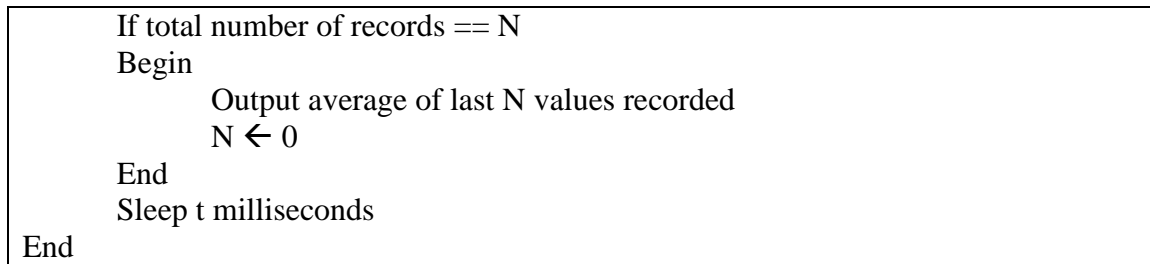 If total number of records == N
Begin
Output average of last N values recorded
N ← 0
End
Sleep t milliseconds
End